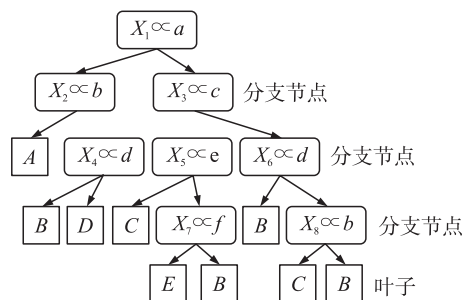 X₁∝a
X₂∝b X₃∝c 分支节点
A X₄∝d X₅∝e X₆∝d 分支节点
B D C X₇∝f B X₈∝b 分支节点
E B C B 叶子